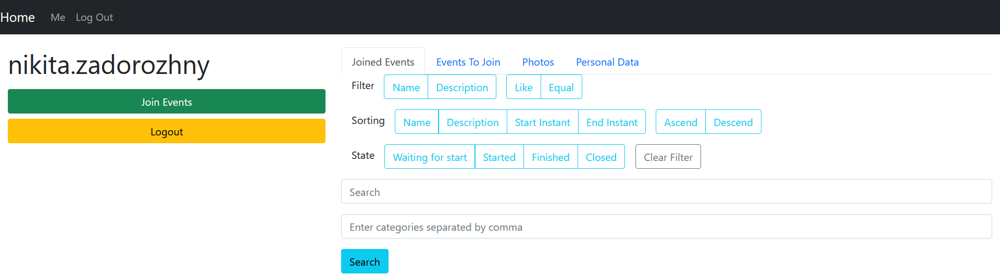 Home Me Log Out
nikita.zadorozhny
Join Events
Logout
Joined Events Events To Join Photos Personal Data
Filter Name Description Like Equal
Sorting Name Description Start Instant End Instant Ascend Descend
State Waiting for start Started Finished Closed Clear Filter
Search
Enter categories separated by comma
Search